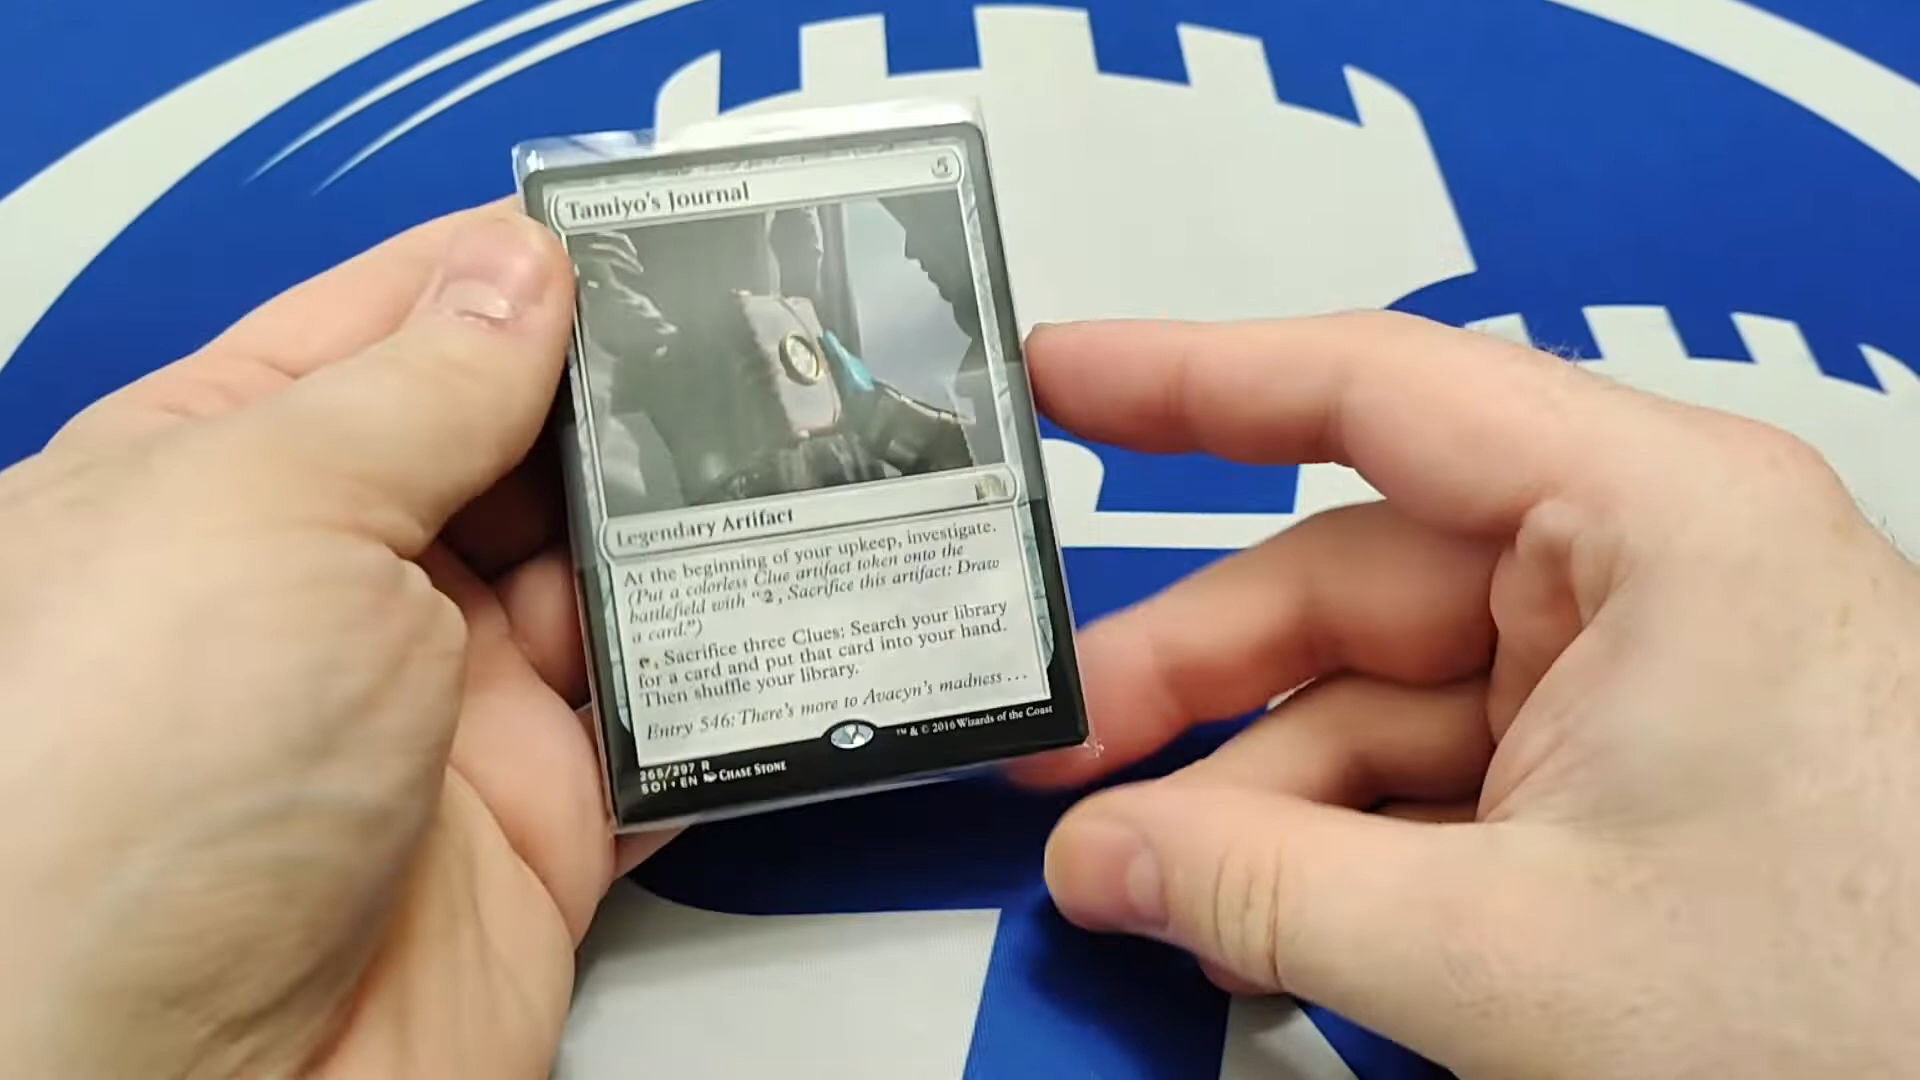 Tamiyo's Journal 5
Legendary Artifact
At the beginning of your upkeep, investigate.
(Put a colorless Clue artifact token onto the
battlefield with "2, Sacrifice this artifact: Draw
a card.")
T, Sacrifice three Clues: Search your library
for a card and put that card into your hand.
Then shuffle your library.
Entry 546: There's more to Avacyn's madness ...
™ & © 2016 Wizards of the Coast
265/297 R
SOI • EN CHASE STONE